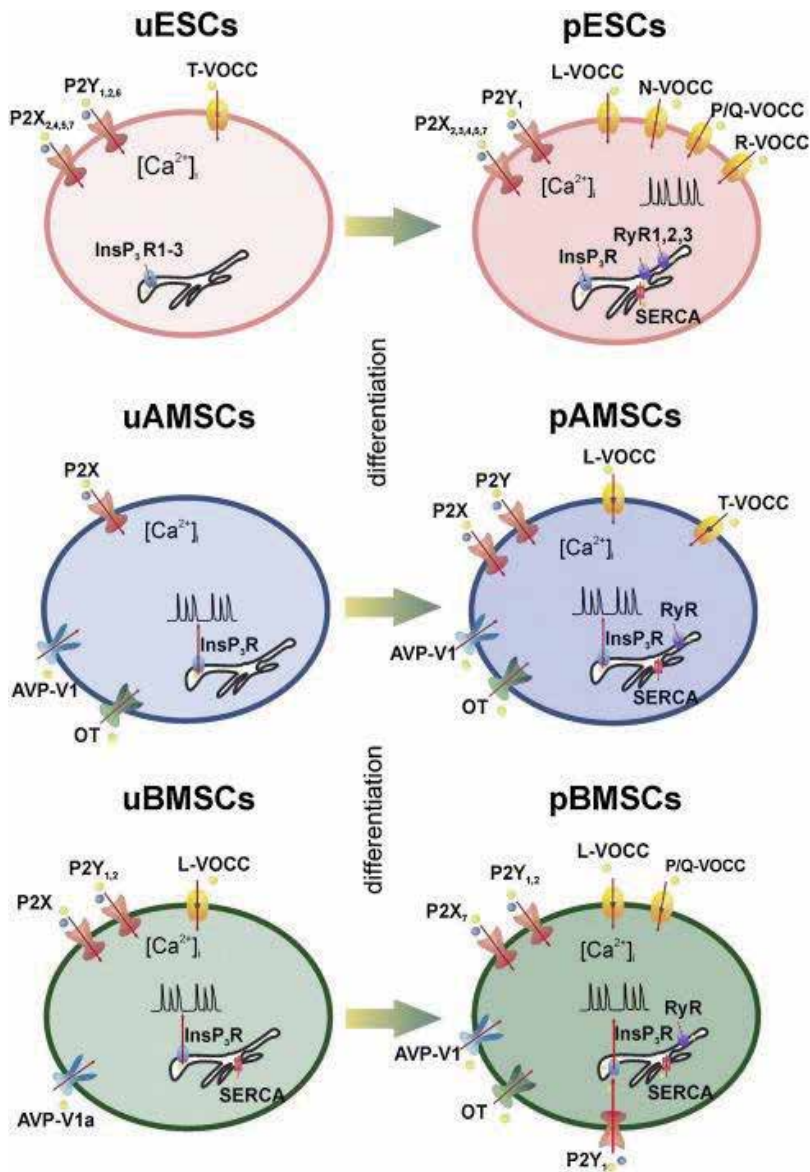 uESCs
T-VOCC
P2Y₁,₂,₆
P2X₂,₄,₅,₇
[Ca²⁺]ᵢ
InsP₃R1-3
pESCs
L-VOCC
N-VOCC
P/Q-VOCC
R-VOCC
P2Y₁
P2X₂,₃,₄,₅,₇
[Ca²⁺]ᵢ
RyR1,2,3
InsP₃R
SERCA
differentiation
uAMSCs
P2X
[Ca²⁺]ᵢ
InsP₃R
AVP-V1
OT
pAMSCs
L-VOCC
T-VOCC
P2Y
P2X
[Ca²⁺]ᵢ
RyR
InsP₃R
AVP-V1
SERCA
OT
differentiation
uBMSCs
L-VOCC
P2Y₁,₂
P2X
[Ca²⁺]ᵢ
InsP₃R
SERCA
AVP-V1a
pBMSCs
L-VOCC
P/Q-VOCC
P2Y₁,₂
P2X₇
[Ca²⁺]ᵢ
RyR
InsP₃R
AVP-V1
SERCA
OT
P2Y₁